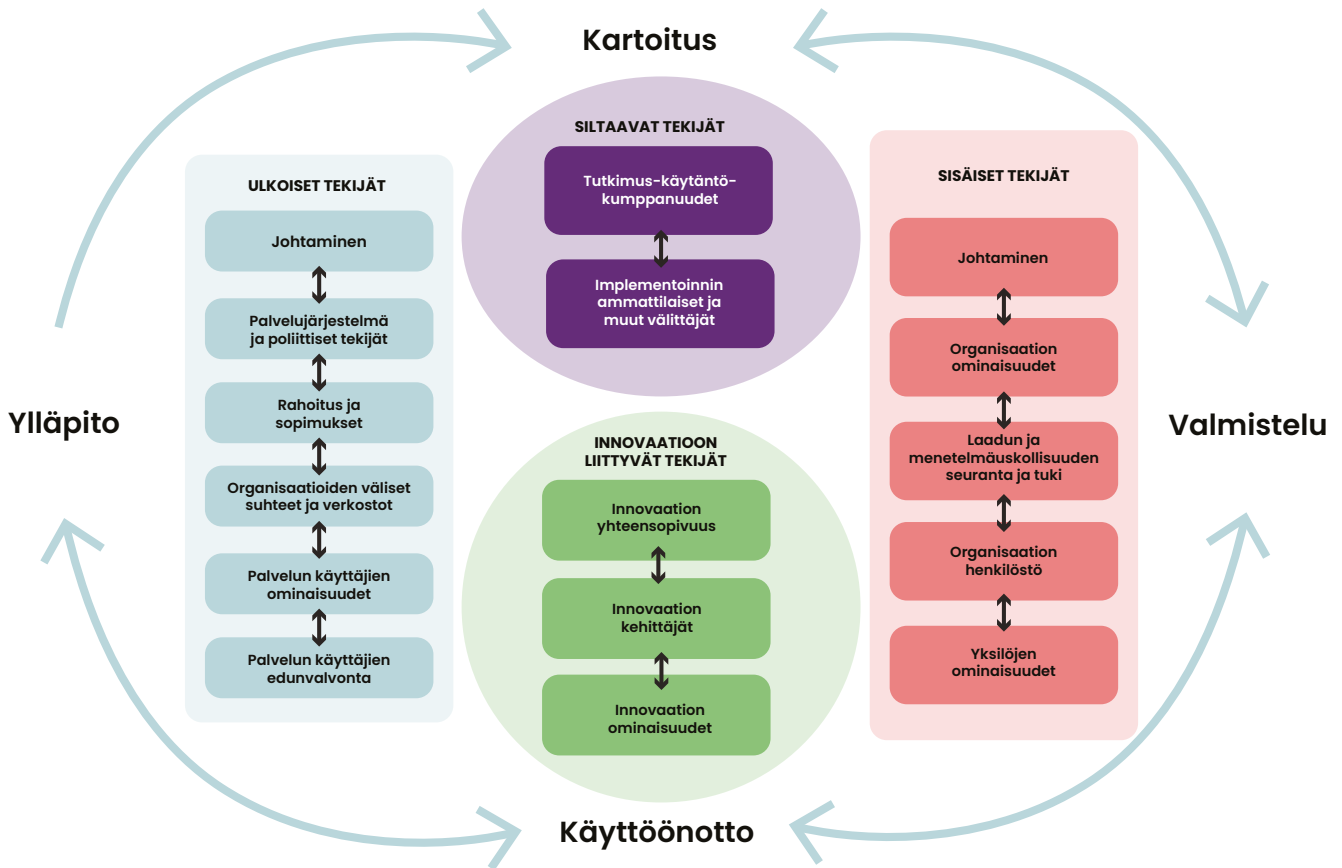 Kartoitus
SILTAAVAT TEKIJÄT
Tutkimus-käytäntö-
kumppanuudet
Implementoinnin
ammattilaiset ja
muut välittäjät
ULKOISET TEKIJÄT
Johtaminen
Palvelujärjestelmä
ja poliittiset tekijät
Rahoitus ja
sopimukset
Organisaatioiden väliset
suhteet ja verkostot
Palvelun käyttäjien
ominaisuudet
Palvelun käyttäjien
edunvalvonta
SISÄISET TEKIJÄT
Johtaminen
Organisaation
ominaisuudet
Laadun ja
menetelmäuskollisuuden
seuranta ja tuki
Organisaation
henkilöstö
Yksilöjen
ominaisuudet
Ylläpito
Valmistelu
INNOVAATIOON
LIITTYVÄT TEKIJÄT
Innovaation
yhteensopivuus
Innovaation
kehittäjät
Innovaation
ominaisuudet
Käyttöönotto